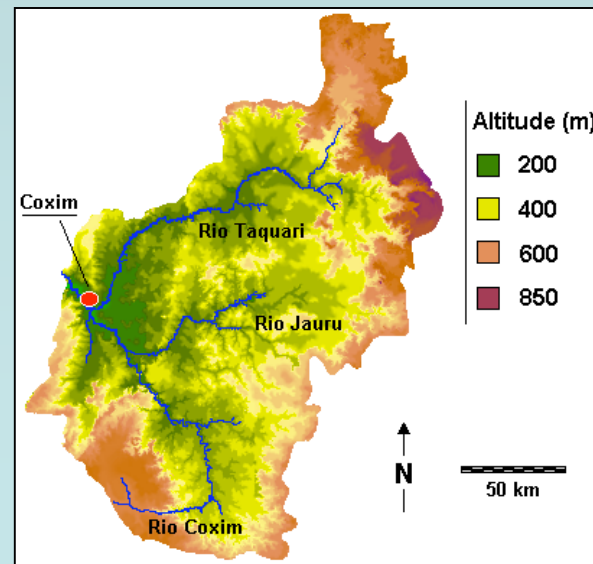 Altitude (m)
200
400
600
850
Coxim
Rio Taquari
Rio Jauru
Rio Coxim
N
50 km